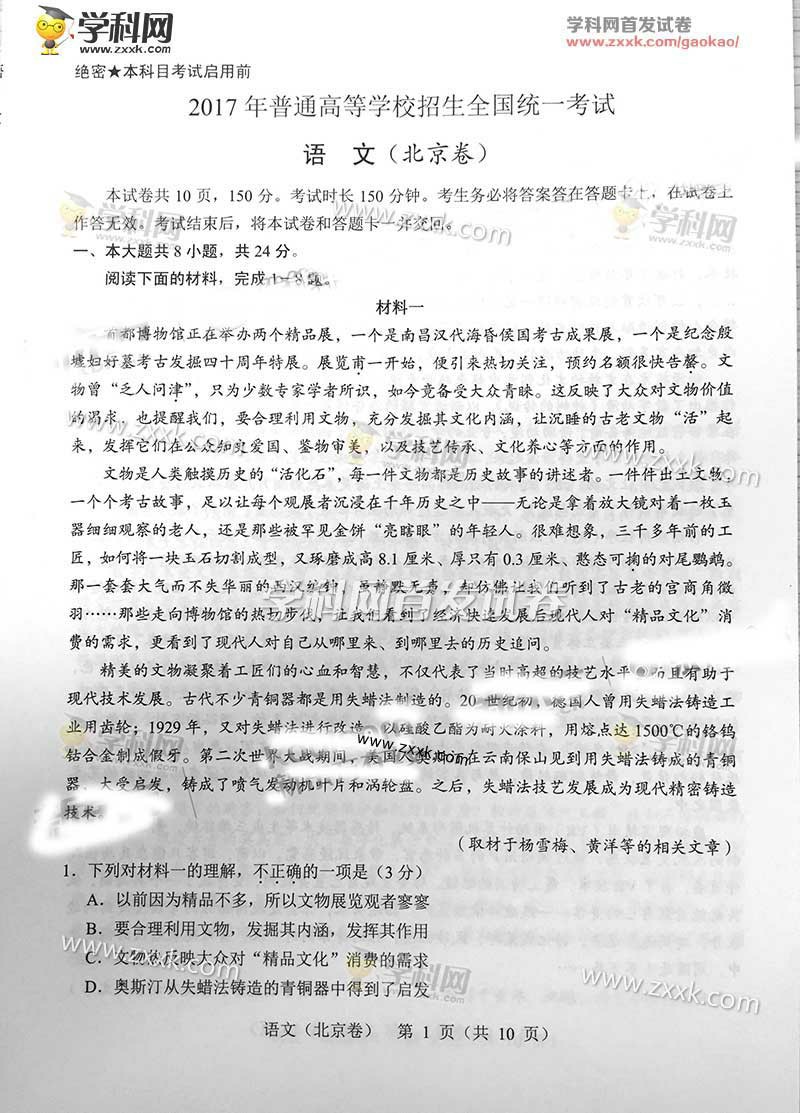 学科网
www.zxxk.com
学科网首发试卷
www.zxxk.com/gaokao/
绝密★本科目考试启用前
2017 年普通高等学校招生全国统一考试
语 文（北京卷）
本试卷共 10 页，150 分。考试时长 150 分钟。考生务必将答案答在答题卡上，在试卷上
作答无效。考试结束后，将本试卷和答题卡一并交回。
一、本大题共 8 小题，共 24 分。
阅读下面的材料，完成 1—8 题。
材料一
首都博物馆正在举办两个精品展，一个是南昌汉代海昏侯国考古成果展，一个是纪念殷
墟妇好墓考古发掘四十周年特展。展览甫一开始，便引来热切关注，预约名额很快告罄。文
物曾“乏人问津”，只为少数专家学者所识，如今竟备受大众青睐。这反映了大众对文物价值
的渴求，也提醒我们，要合理利用文物，充分发掘其文化内涵，让沉睡的古老文物“活”起
来，发挥它们在公众知史爱国、鉴物审美，以及技艺传承、文化养心等方面的作用。
文物是人类触摸历史的“活化石”，每一件文物都是历史故事的讲述者。一件件出土文物、
一个个考古故事，足以让每个观展者沉浸在千年历史之中——无论是拿着放大镜对着一枚玉
器细细观察的老人，还是那些被罕见金饼“亮瞎眼”的年轻人。很难想象，三千多年前的工
匠，如何将一块玉石切割成型，又琢磨成高 8.1 厘米、厚只有 0.3 厘米、憨态可掬的对尾鹦鹉。
那一套套大气而不失华丽的西汉编钟，虽静默无声，却仿佛让我们听到了古老的宫商角徵
羽……那些走向博物馆的热切步伐，让我们看到了经济快速发展后现代人对“精品文化”消
费的需求，更看到了现代人对自己从哪里来、到哪里去的历史追问。
精美的文物凝聚着工匠们的心血和智慧，不仅代表了当时高超的技艺水平，而且有助于
现代技术发展。古代不少青铜器都是用失蜡法制造的。20 世纪初，德国人曾用失蜡法铸造工
业用齿轮；1929 年，又对失蜡法进行改造，以硅酸乙酯为耐火涂料，用熔点达 1500℃的铬钨
钴合金制成假牙。第二次世界大战期间，美国人奥斯汀在云南保山见到用失蜡法铸成的青铜
器，大受启发，铸成了喷气发动机叶片和涡轮盘。之后，失蜡法技艺发展成为现代精密铸造
技术。
（取材于杨雪梅、黄洋等的相关文章）
1．下列对材料一的理解，不正确的一项是（3 分）
A．以前因为精品不多，所以文物展览观者寥寥
B．要合理利用文物，发掘其内涵，发挥其作用
C．文物热反映大众对“精品文化”消费的需求
D．奥斯汀从失蜡法铸造的青铜器中得到了启发
语文（北京卷） 第 1 页（共 10 页）